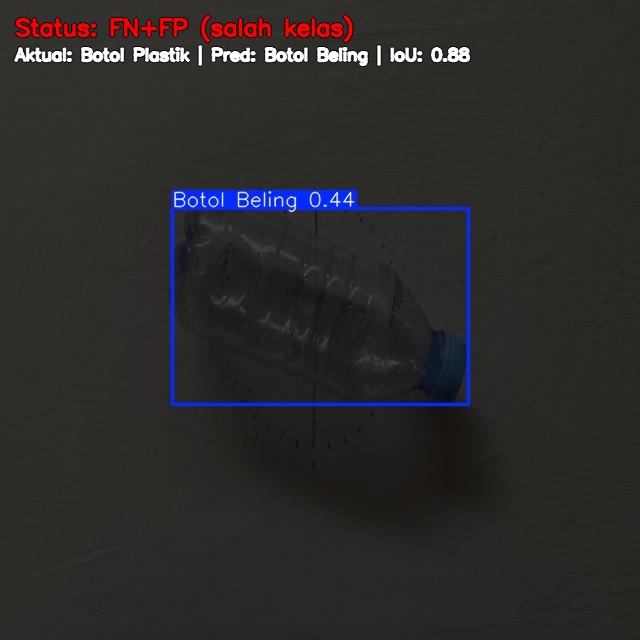 Status: FN+FP (salah kelas)
Aktual: Botol Plastik | Pred: Botol Beling | IoU: 0.88
Botol Beling 0.44